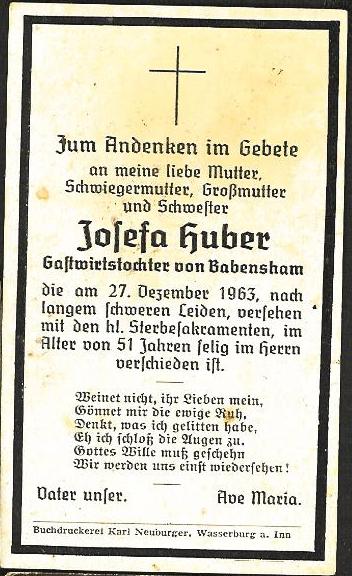 Zum Andenken im Gebete
an meine liebe Mutter,
Schwiegermutter, Großmutter
und Schwester
Josefa Huber
Gastwirtstochter von Babensham
die am 27. Dezember 1963, nach
langem schweren Leiden, versehen
mit den hl. Sterbesakramenten, im
Alter von 51 Jahren selig im Herrn
verschieden ist.
Weinet nicht, ihr Lieben mein,
Gönnet mir die ewige Ruh,
Denkt, was ich gelitten habe,
Eh ich schloß die Augen zu.
Gottes Wille muß geschehn
Wir werden uns einst wiedersehen!
Vater unser. Ave Maria.
Buchdruckerei Karl Neuburger, Wasserburg a. Inn